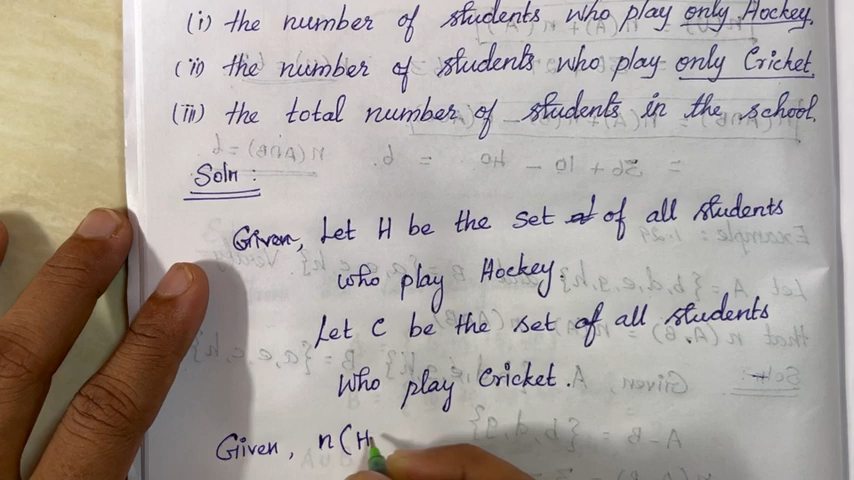 (i) the number of students who play only Hockey.
(ii) the number of students who play only Cricket.
(iii) the total number of students in the school.
Soln :
Given, Let H be the set of all students
who play Hockey.
Let C be the set of all students
who play Cricket.
Given, n(H